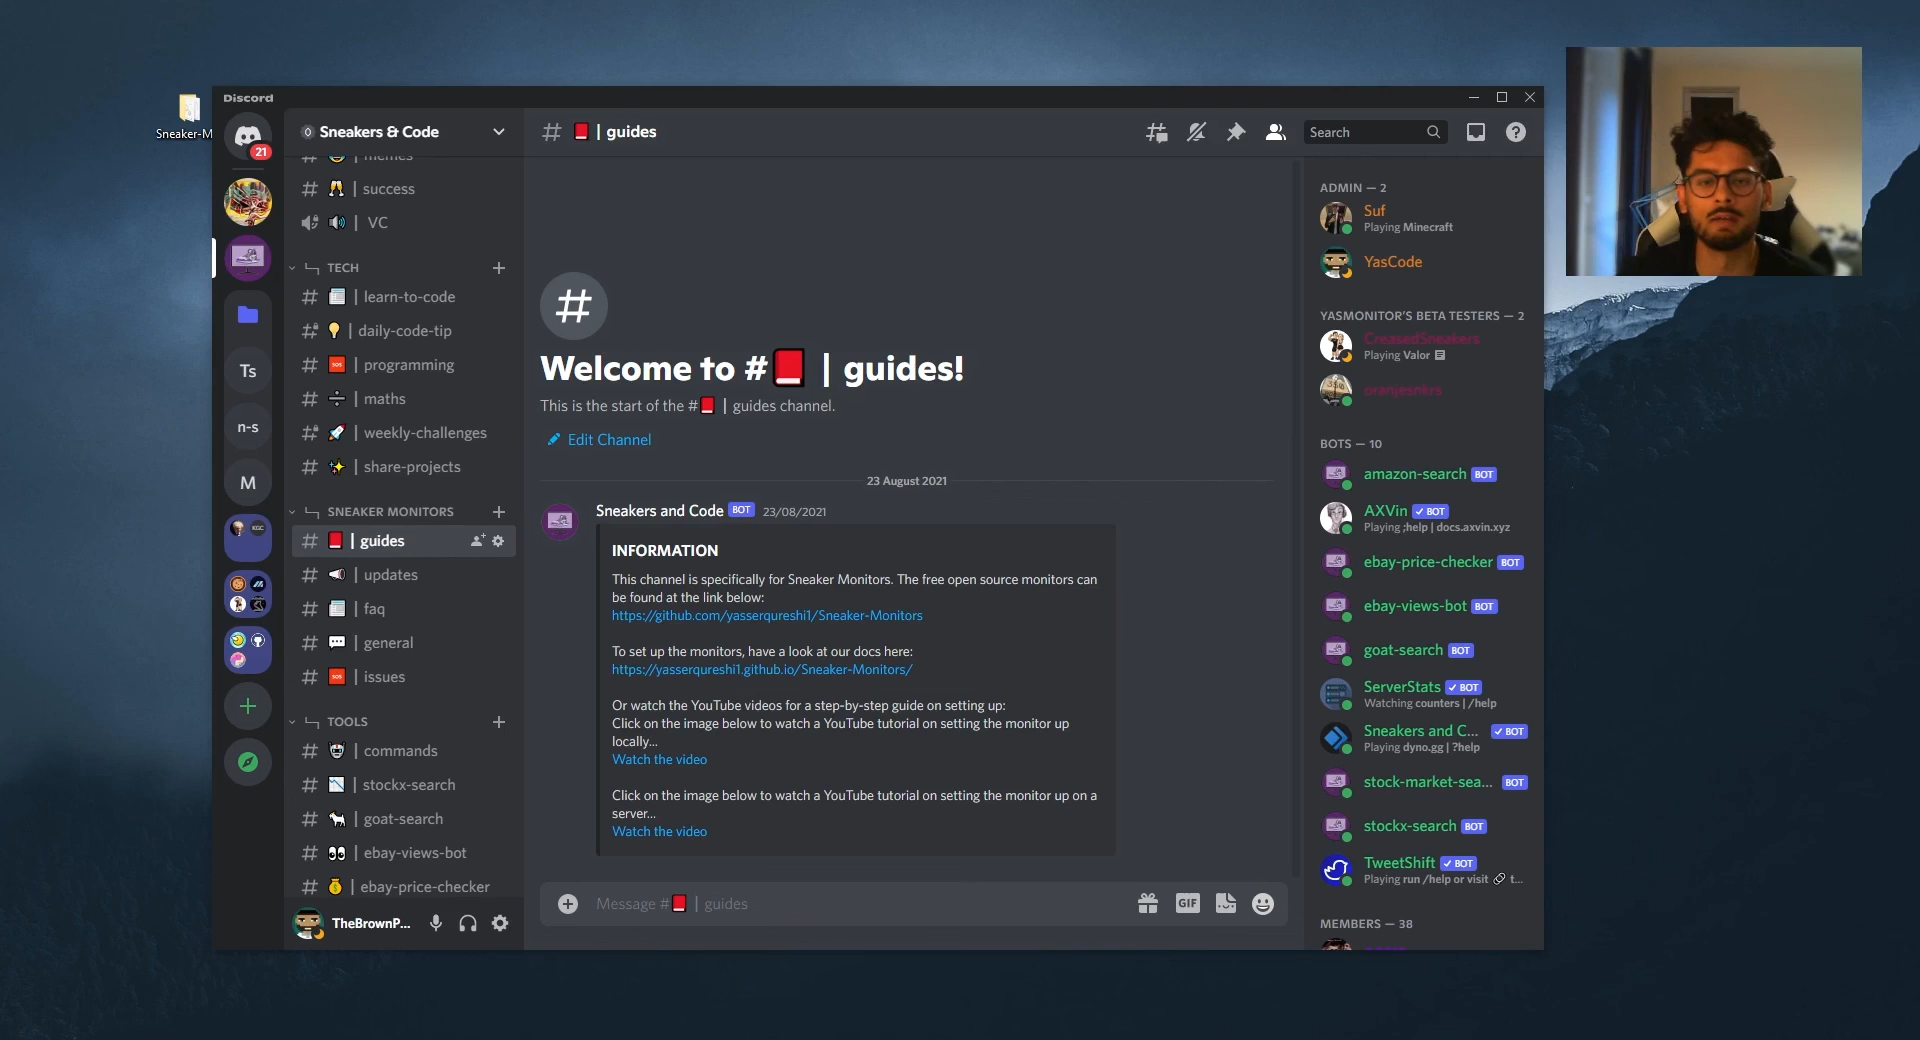 Sneaker-M
Discord
21
Ts
n-s
M
KGC
Sneakers & Code
memes
| success
| VC
TECH
| learn-to-code
| daily-code-tip
| programming
| maths
| weekly-challenges
| share-projects
SNEAKER MONITORS
| guides
| updates
| faq
| general
| issues
TOOLS
| commands
| stockx-search
| goat-search
| ebay-views-bot
| ebay-price-checker
TheBrownP...
# | guides
Search
Welcome to # | guides!
This is the start of the # | guides channel.
Edit Channel
23 August 2021
Sneakers and Code BOT 23/08/2021
INFORMATION
This channel is specifically for Sneaker Monitors. The free open source monitors can
be found at the link below:
https://github.com/yasserqureshi1/Sneaker-Monitors
To set up the monitors, have a look at our docs here:
https://yasserqureshi1.github.io/Sneaker-Monitors/
Or watch the YouTube videos for a step-by-step guide on setting up:
Click on the image below to watch a YouTube tutorial on setting the monitor up
locally...
Watch the video
Click on the image below to watch a YouTube tutorial on setting the monitor up on a
server...
Watch the video
Message # | guides
GIF
ADMIN — 2
Suf
Playing Minecraft
YasCode
YASMONITOR'S BETA TESTERS — 2
CreasedSneakers
Playing Valor
oranjesnkrs
BOTS — 10
amazon-search BOT
AXVin BOT
Playing ;help | docs.axvin.xyz
ebay-price-checker BOT
ebay-views-bot BOT
goat-search BOT
ServerStats BOT
Watching counters | /help
Sneakers and C... BOT
Playing dyno.gg | ?help
stock-market-sea... BOT
stockx-search BOT
TweetShift BOT
Playing run /help or visit t...
MEMBERS — 38